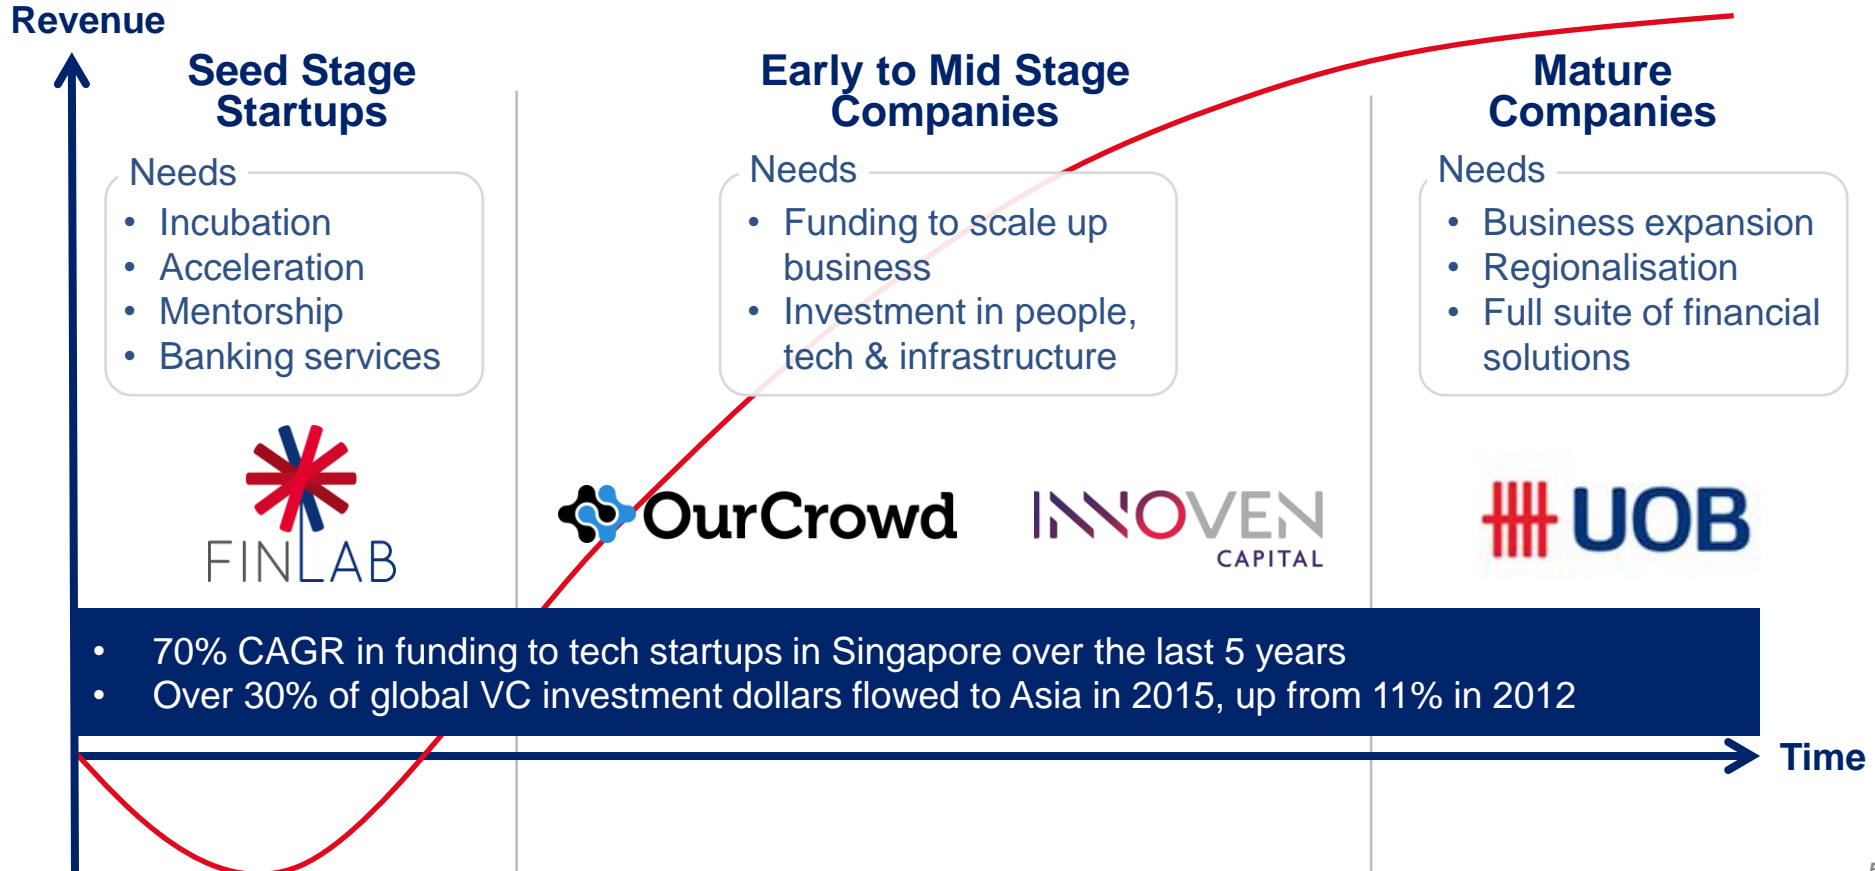 Revenue
Seed Stage
Startups
Needs
• Incubation
• Acceleration
• Mentorship
• Banking services
FINLAB
Early to Mid Stage
Companies
Needs
• Funding to scale up
business
• Investment in people,
tech & infrastructure
OurCrowd
INNOVEN
CAPITAL
Mature
Companies
Needs
• Business expansion
• Regionalisation
• Full suite of financial
solutions
UOB
• 70% CAGR in funding to tech startups in Singapore over the last 5 years
• Over 30% of global VC investment dollars flowed to Asia in 2015, up from 11% in 2012
Time